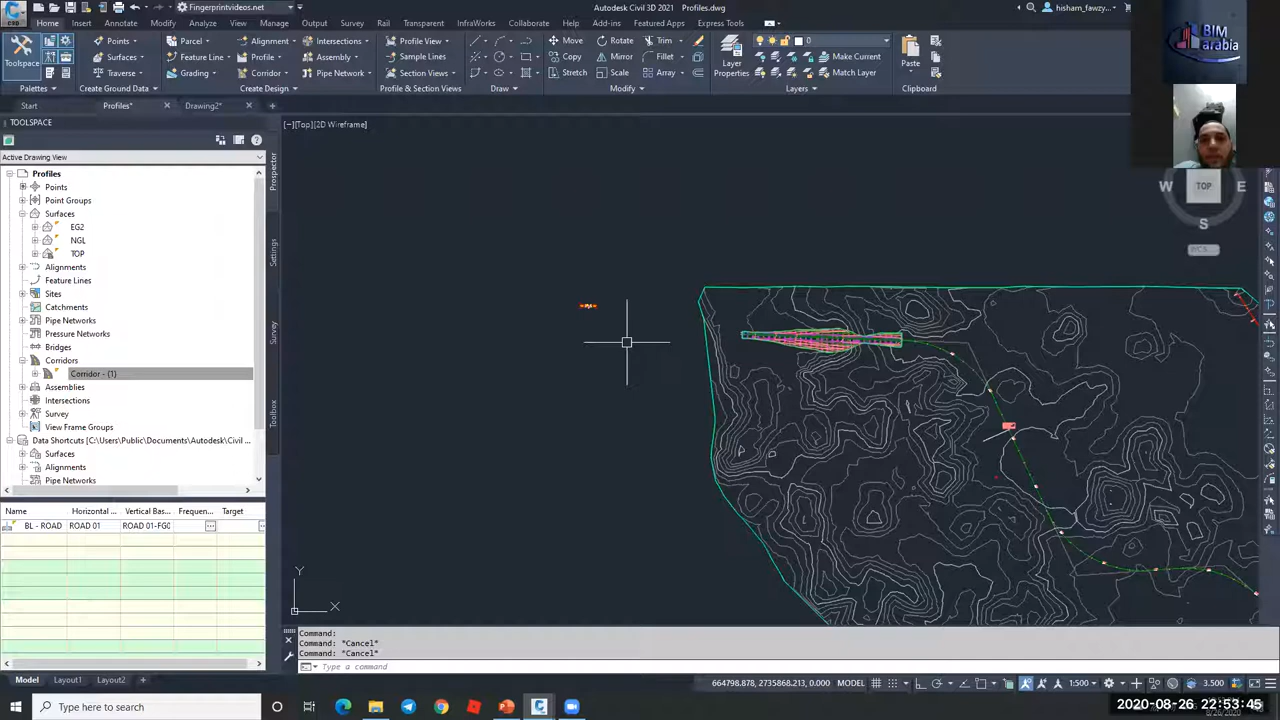 Fingerprintvideos.net
Autodesk Civil 3D 2021 Profiles.dwg
hisham_fawzy...
Home Insert Annotate Modify Analyze View Manage Output Survey Rail Transparent InfraWorks Collaborate Help Add-ins Featured Apps Express Tools
Toolspace
Points
Surfaces
Traverse
Parcel
Feature Line
Grading
Alignment
Profile
Corridor
Intersections
Assembly
Pipe Network
Profile View
Sample Lines
Section Views
Move
Copy
Stretch
Rotate
Mirror
Scale
Trim
Fillet
Array
Layer
Properties
0
Make Current
Match Layer
Paste
Palettes Create Ground Data Create Design Profile & Section Views Draw Modify Layers Clipboard
BIM
arabia
Start Profiles* Drawing2*
TOOLSPACE
Active Drawing View
Profiles
Points
Point Groups
Surfaces
EG2
NGL
TOP
Alignments
Feature Lines
Sites
Catchments
Pipe Networks
Pressure Networks
Bridges
Corridors
Corridor - (1)
Assemblies
Intersections
Survey
View Frame Groups
Data Shortcuts [C:\Users\Public\Documents\Autodesk\Civil ...
Surfaces
Alignments
Pipe Networks
Prospector
Settings
Survey
Toolbox
Name Horizontal ... Vertical Bas... Frequen... Target
BL - ROAD ROAD 01 ROAD 01-FG0
[−][Top][2D Wireframe]
TOP
W
E
S
Y
X
Command:
Command: *Cancel*
Command: *Cancel*
Type a command
Model Layout1 Layout2
664798.878, 2735868.213, 0.000 MODEL
1:500
3.500
Type here to search
2020-08-26 22:53:45